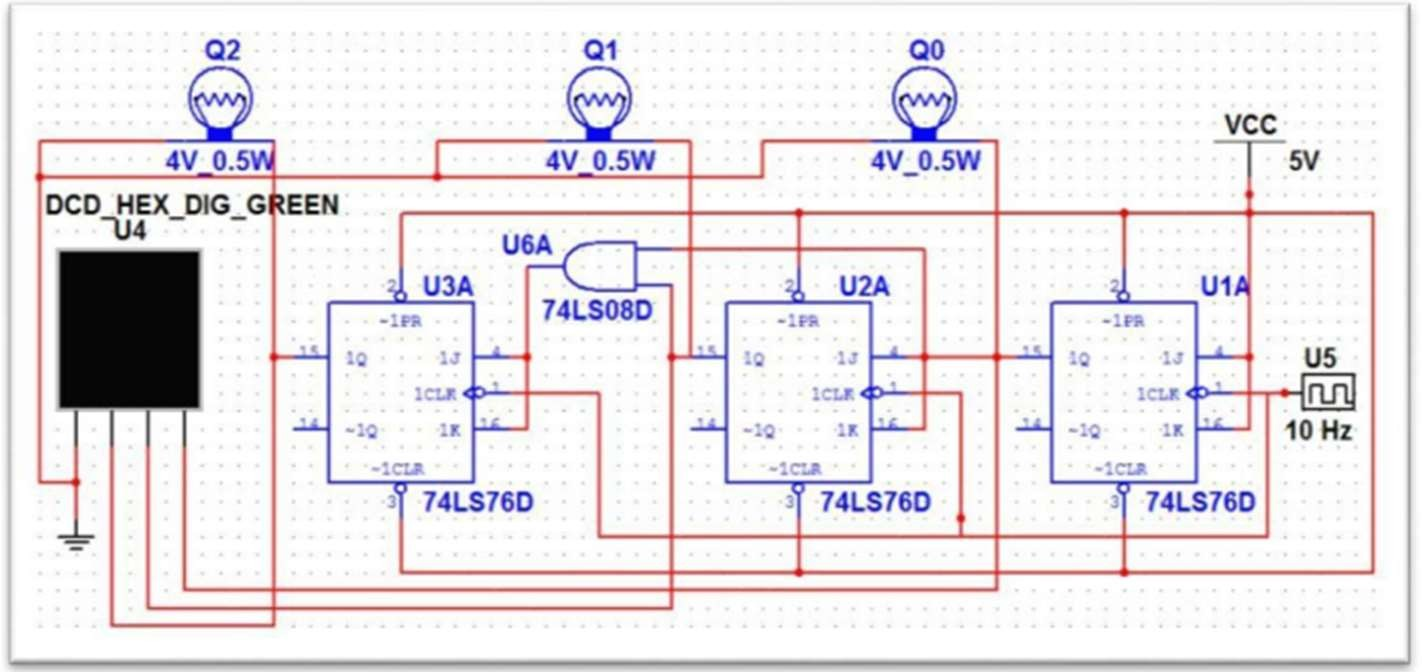 Q2 Q1 Q0
VCC
4V_0.5W 4V_0.5W 4V_0.5W 5V
DCD_HEX_DIG_GREEN
U4
U6A
74LS08D
2 U3A 2 U2A 2 U1A
~1PR ~1PR ~1PR
15 1Q 1J 4 15 1Q 1J 4 15 1Q 1J 4 U5
1CLK 1 1CLK 1 1CLK 1
14 ~1Q 1K 16 14 ~1Q 1K 16 14 ~1Q 1K 16 10 Hz
~1CLR ~1CLR ~1CLR
3 74LS76D 3 74LS76D 3 74LS76D